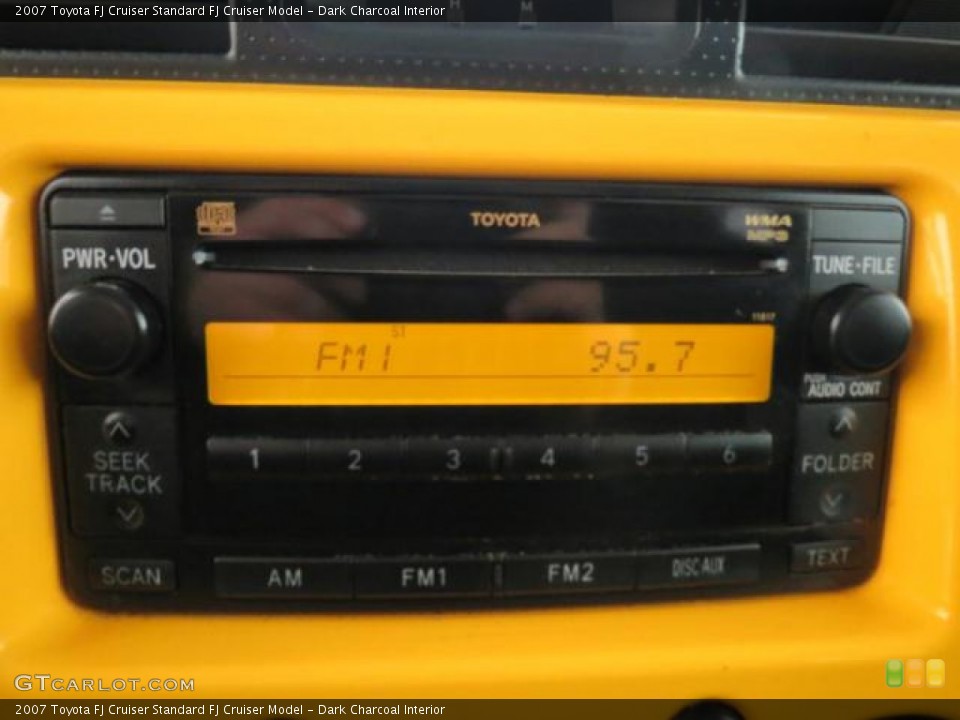 2007 Toyota FJ Cruiser Standard FJ Cruiser Model - Dark Charcoal Interior
H M
TOYOTA
WMA
MP3
PWR·VOL
TUNE·FILE
11817
ST
FM1 95.7
PUSH
AUDIO CONT
1 2 3 4 5 6
SEEK
TRACK
FOLDER
SCAN
AM
FM1
FM2
DISC·AUX
TEXT
GTCARLOT.COM
2007 Toyota FJ Cruiser Standard FJ Cruiser Model - Dark Charcoal Interior